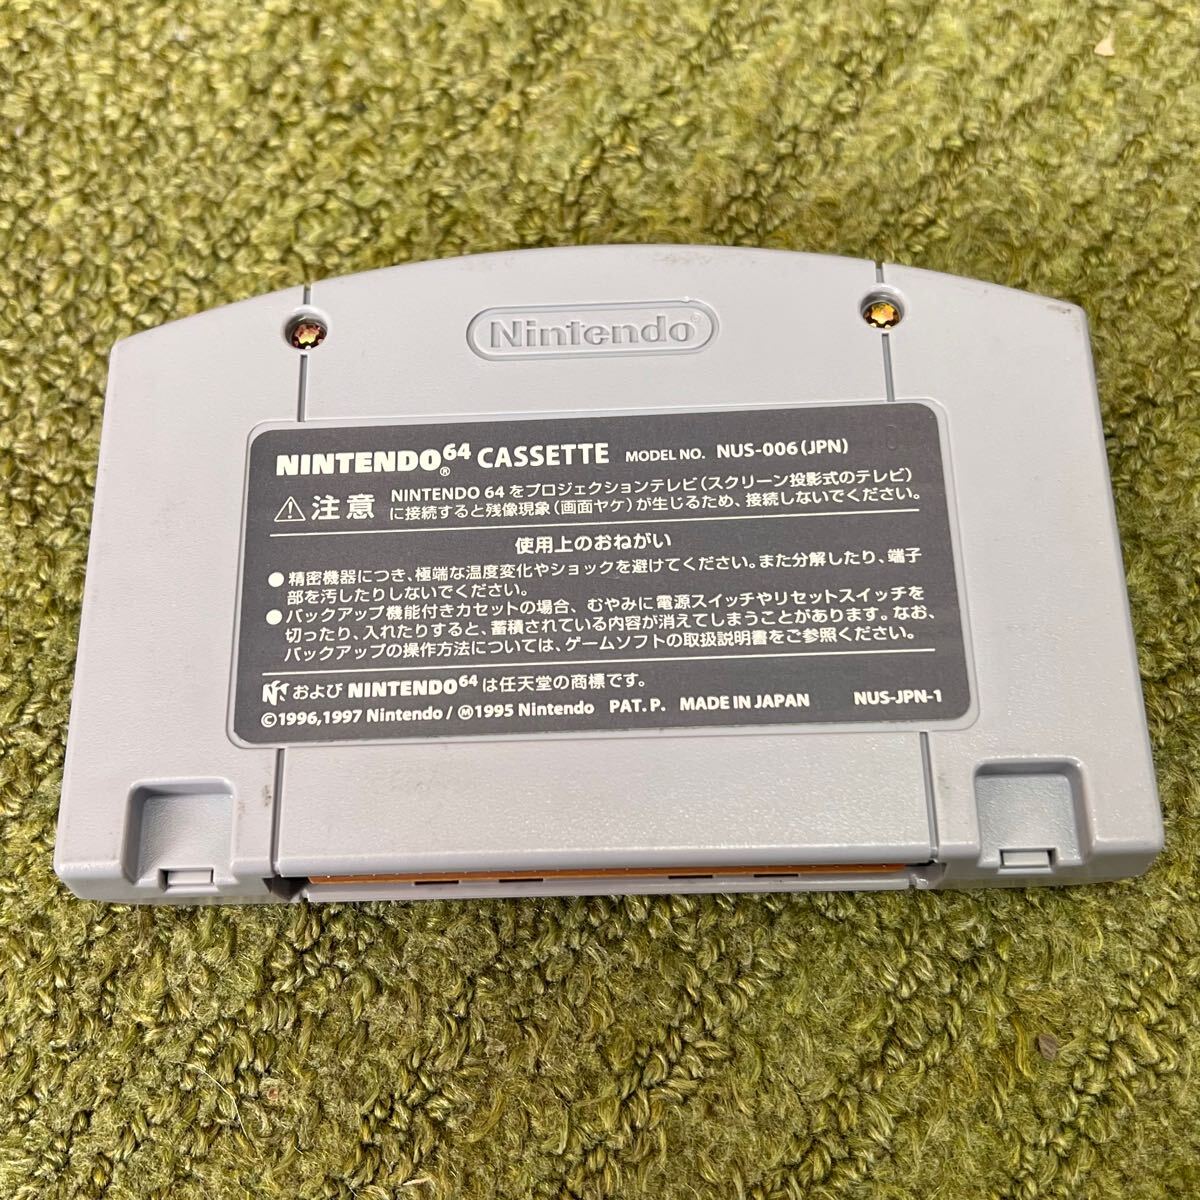 Nintendo®
NINTENDO64® CASSETTE MODEL NO. NUS-006(JPN)
⚠注意 NINTENDO 64をプロジェクションテレビ(スクリーン投影式のテレビ)
に接続すると残像現象(画面ヤケ)が生じるため、接続しないでください。
使用上のおねがい
●精密機器につき、極端な温度変化やショックを避けてください。また分解したり、端子
部を汚したりしないでください。
●バックアップ機能付きカセットの場合、むやみに電源スイッチやリセットスイッチを
切ったり、入れたりすると、蓄積されている内容が消えてしまうことがあります。なお、
バックアップの操作方法については、ゲームソフトの取扱説明書をご参照ください。
および NINTENDO64 は任天堂の商標です。
©1996,1997 Nintendo / Ⓜ1995 Nintendo PAT. P. MADE IN JAPAN NUS-JPN-1